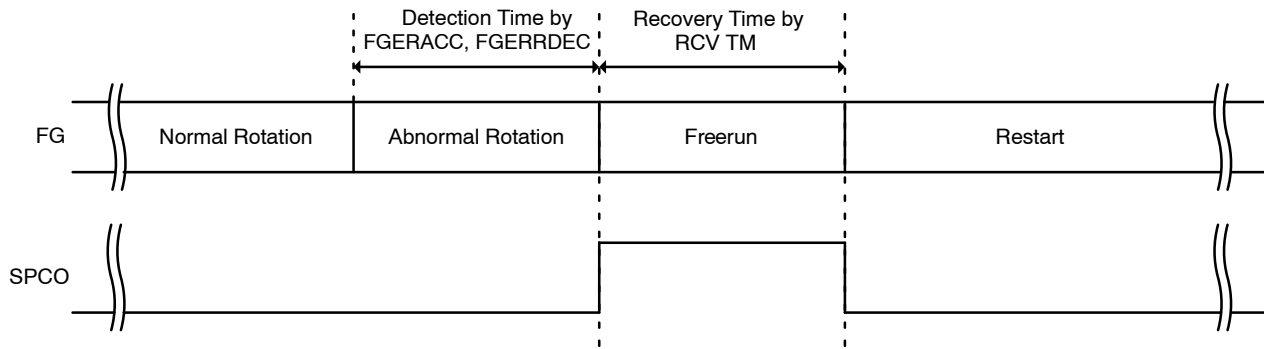 Detection Time by
FGERACC, FGERRDEC
Recovery Time by
RCV TM
FG
Normal Rotation
Abnormal Rotation
Freerun
Restart
SPCO